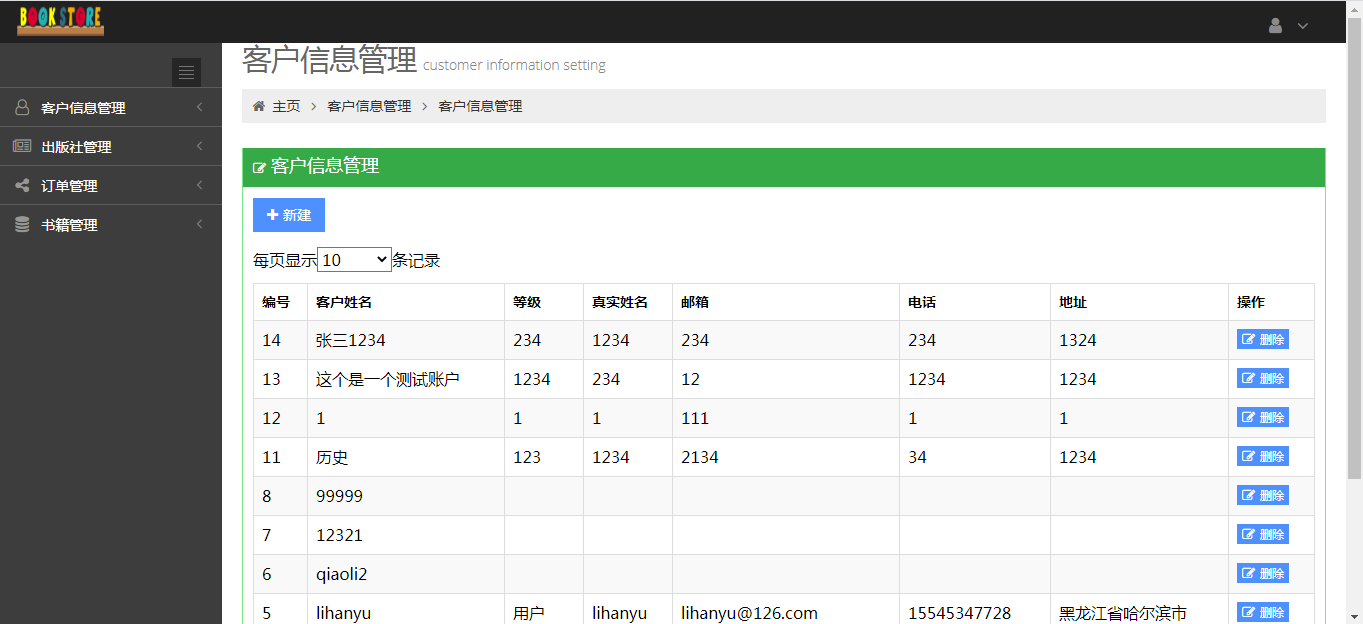 BOOK STORE
客户信息管理 customer information setting
主页 客户信息管理 客户信息管理
客户信息管理
出版社管理
订单管理
书籍管理
客户信息管理
新建
每页显示 10 条记录
编号 客户姓名 等级 真实姓名 邮箱 电话 地址 操作
14 张三1234 234 1234 234 234 1324 删除
13 这个是一个测试账户 1234 234 12 1234 1234 删除
12 1 1 1 111 1 1 删除
11 历史 123 1234 2134 34 1234 删除
8 99999 删除
7 12321 删除
6 qiaoli2 删除
5 lihanyu 用户 lihanyu lihanyu@126.com 15545347728 黑龙江省哈尔滨市 删除